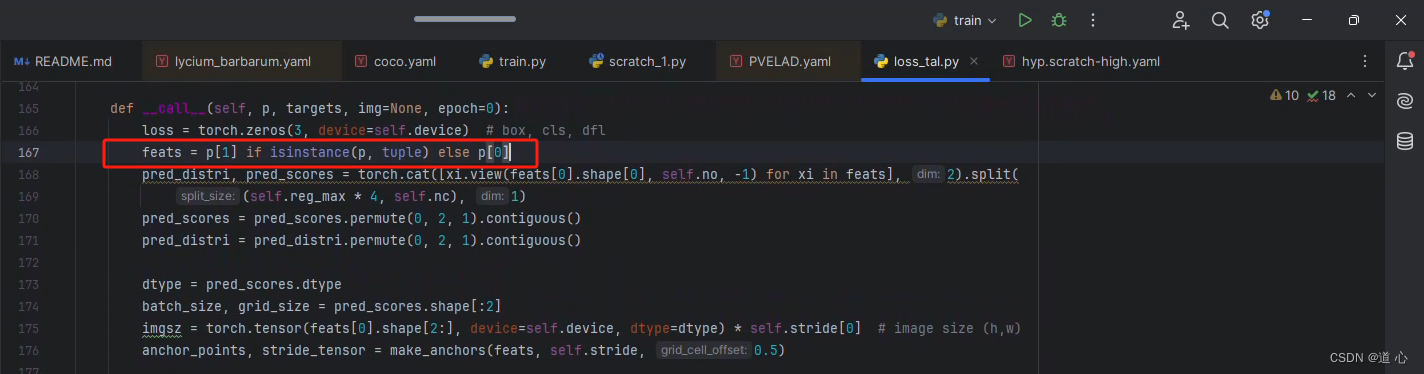 train
README.md lycium_barbarum.yaml coco.yaml train.py scratch_1.py PVELAD.yaml loss_tal.py hyp.scratch-high.yaml
164
165 def __call__(self, p, targets, img=None, epoch=0): 10 18
166 loss = torch.zeros(3, device=self.device)  # box, cls, dfl
167 feats = p[1] if isinstance(p, tuple) else p[0]
168 pred_distri, pred_scores = torch.cat([xi.view(feats[0].shape[0], self.no, -1) for xi in feats], dim: 2).split(
169 split_size: (self.reg_max * 4, self.nc), dim: 1)
170 pred_scores = pred_scores.permute(0, 2, 1).contiguous()
171 pred_distri = pred_distri.permute(0, 2, 1).contiguous()
172
173 dtype = pred_scores.dtype
174 batch_size, grid_size = pred_scores.shape[:2]
175 imgsz = torch.tensor(feats[0].shape[2:], device=self.device, dtype=dtype) * self.stride[0]  # image size (h,w)
176 anchor_points, stride_tensor = make_anchors(feats, self.stride, grid_cell_offset: 0.5)
CSDN @道 心
177